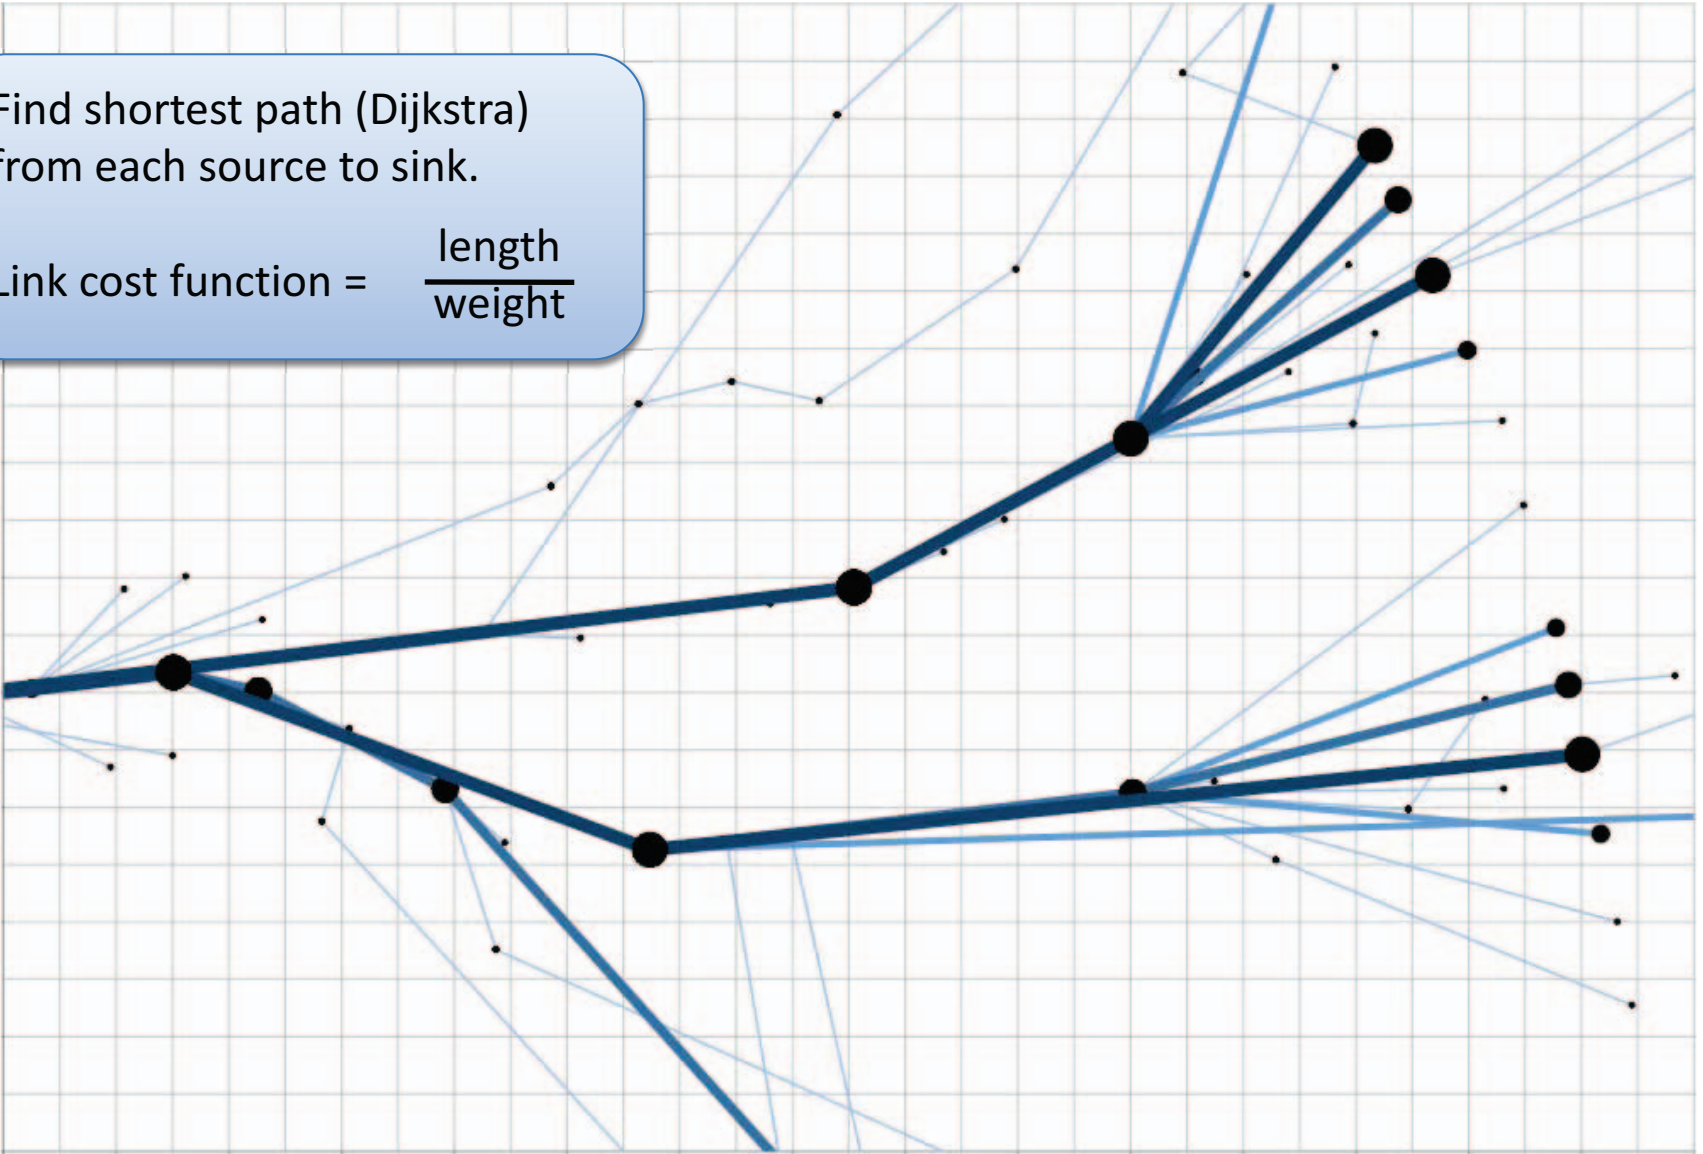 Find shortest path (Dijkstra)
from each source to sink.
Link cost function = length
weight